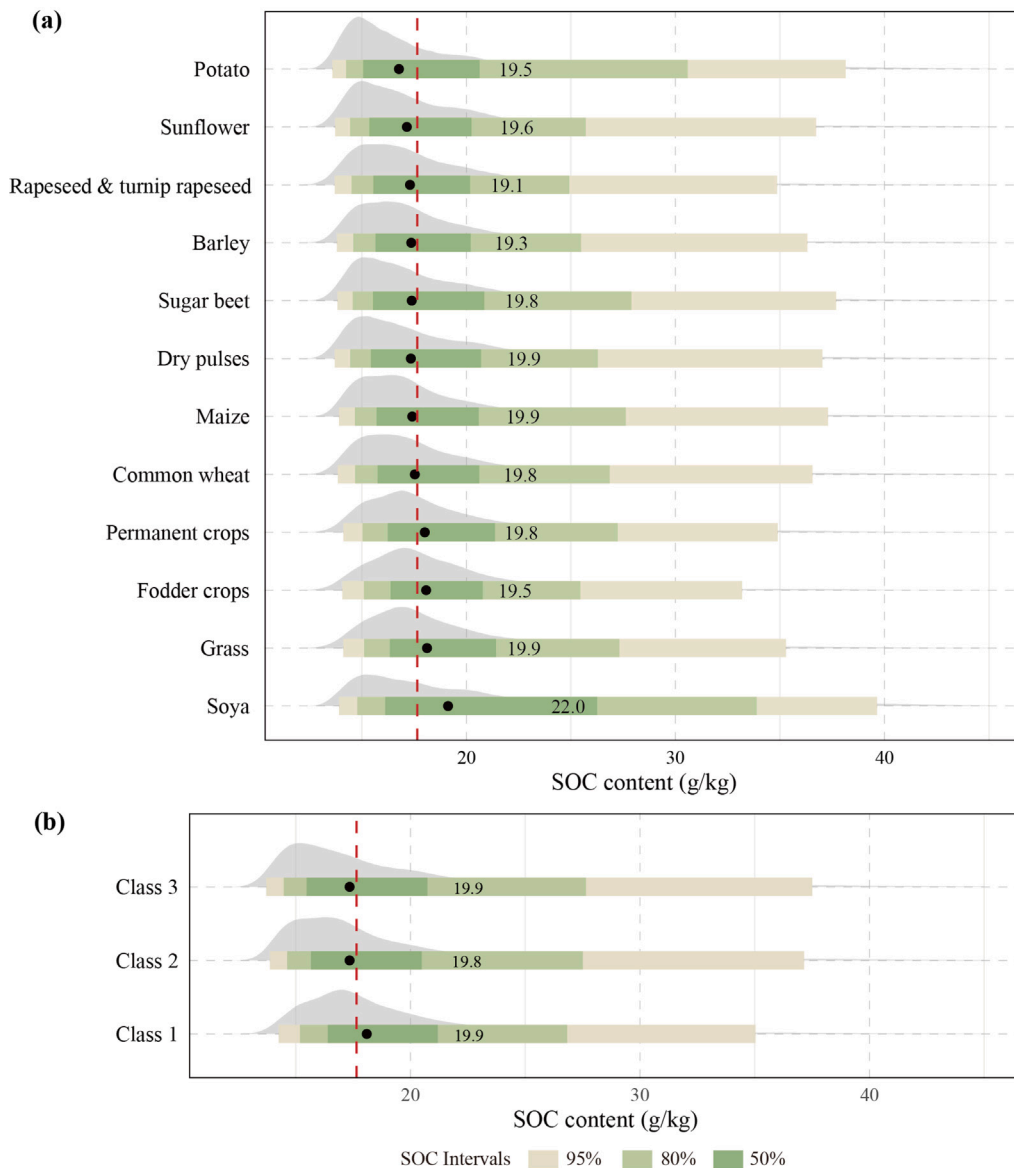 (a)
Potato 19.5
Sunflower 19.6
Rapeseed & turnip rapeseed 19.1
Barley 19.3
Sugar beet 19.8
Dry pulses 19.9
Maize 19.9
Common wheat 19.8
Permanent crops 19.8
Fodder crops 19.5
Grass 19.9
Soya 22.0
20 30 40
SOC content (g/kg)
(b)
Class 3 19.9
Class 2 19.8
Class 1 19.9
20 30 40
SOC content (g/kg)
SOC Intervals 95% 80% 50%